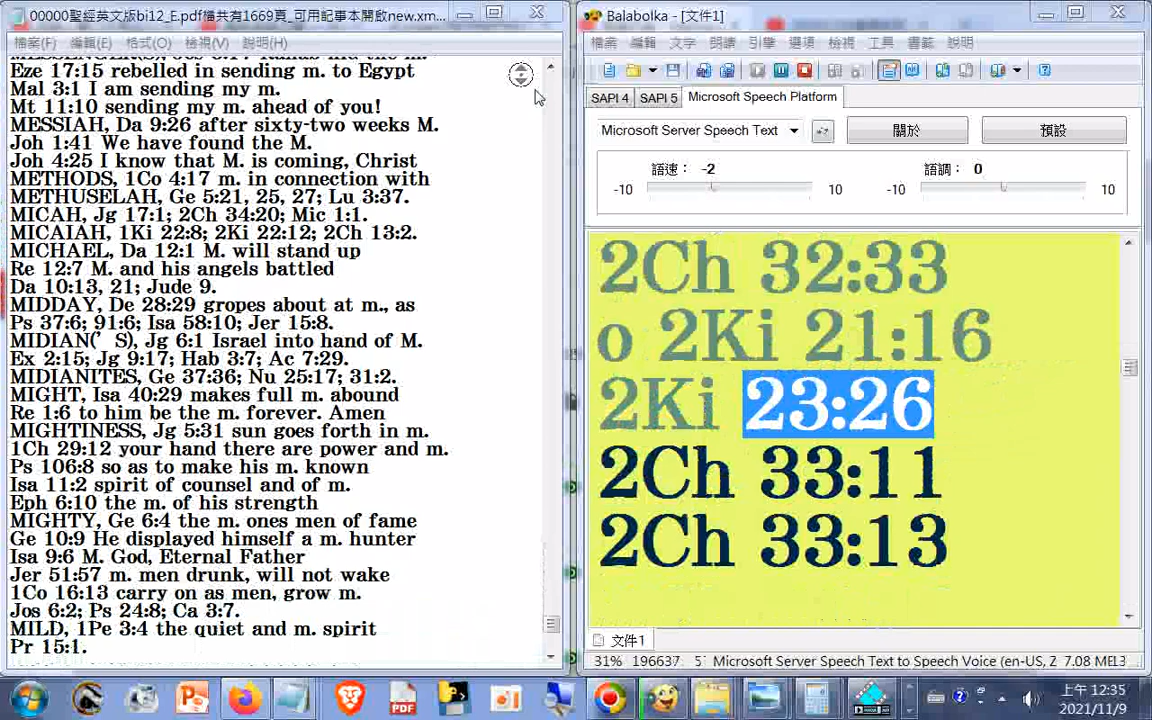 00000聖經英文版bi12_E.pdf檔共有1669頁_可用記事本開啟new.xm...
檔案(F) 編輯(E) 格式(O) 檢視(V) 說明(H)
Eze 17:15 rebelled in sending m. to Egypt
Mal 3:1 I am sending my m.
Mt 11:10 sending my m. ahead of you!
MESSIAH, Da 9:26 after sixty-two weeks M.
Joh 1:41 We have found the M.
Joh 4:25 I know that M. is coming, Christ
METHODS, 1Co 4:17 m. in connection with
METHUSELAH, Ge 5:21, 25, 27; Lu 3:37.
MICAH, Jg 17:1; 2Ch 34:20; Mic 1:1.
MICAIAH, 1Ki 22:8; 2Ki 22:12; 2Ch 13:2.
MICHAEL, Da 12:1 M. will stand up
Re 12:7 M. and his angels battled
Da 10:13, 21; Jude 9.
MIDDAY, De 28:29 gropes about at m., as
Ps 37:6; 91:6; Isa 58:10; Jer 15:8.
MIDIAN(' S), Jg 6:1 Israel into hand of M.
Ex 2:15; Jg 9:17; Hab 3:7; Ac 7:29.
MIDIANITES, Ge 37:36; Nu 25:17; 31:2.
MIGHT, Isa 40:29 makes full m. abound
Re 1:6 to him be the m. forever. Amen
MIGHTINESS, Jg 5:31 sun goes forth in m.
1Ch 29:12 your hand there are power and m.
Ps 106:8 so as to make his m. known
Isa 11:2 spirit of counsel and of m.
Eph 6:10 the m. of his strength
MIGHTY, Ge 6:4 the m. ones men of fame
Ge 10:9 He displayed himself a m. hunter
Isa 9:6 M. God, Eternal Father
Jer 51:57 m. men drunk, will not wake
1Co 16:13 carry on as men, grow m.
Jos 6:2; Ps 24:8; Ca 3:7.
MILD, 1Pe 3:4 the quiet and m. spirit
Pr 15:1.
Balabolka - [文件1]
檔案 編輯 文字 朗讀 引擎 選項 檢視 工具 書籤 說明
SAPI 4 SAPI 5 Microsoft Speech Platform
Microsoft Server Speech Text 關於 預設
語速: -2 語調: 0
-10 10 -10 10
2Ch 32:33
o 2Ki 21:16
2Ki 23:26
2Ch 33:11
2Ch 33:13
文件1
31% 196637: 5 Microsoft Server Speech Text to Speech Voice (en-US, Z 7.08 MEL3
上午 12:35
2021/11/9